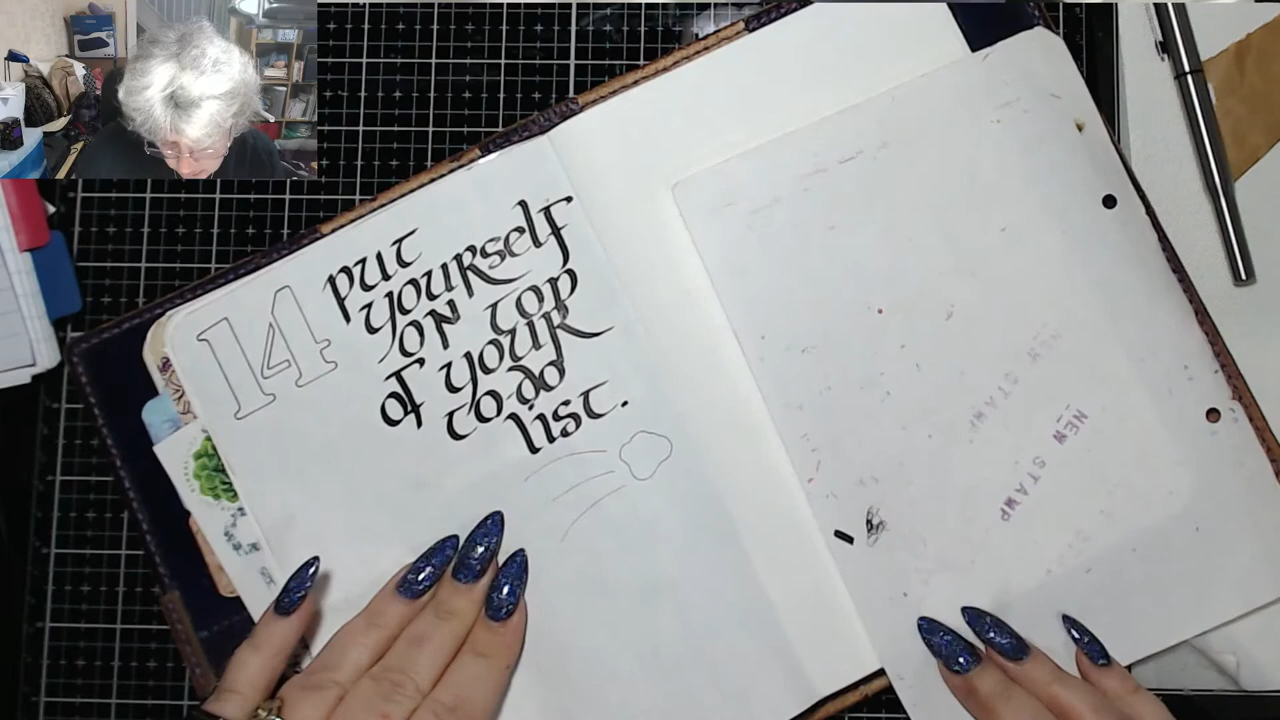 14
put
yourself
on top
of your
to-do
list.
NEW STAMP
NEW STAMP